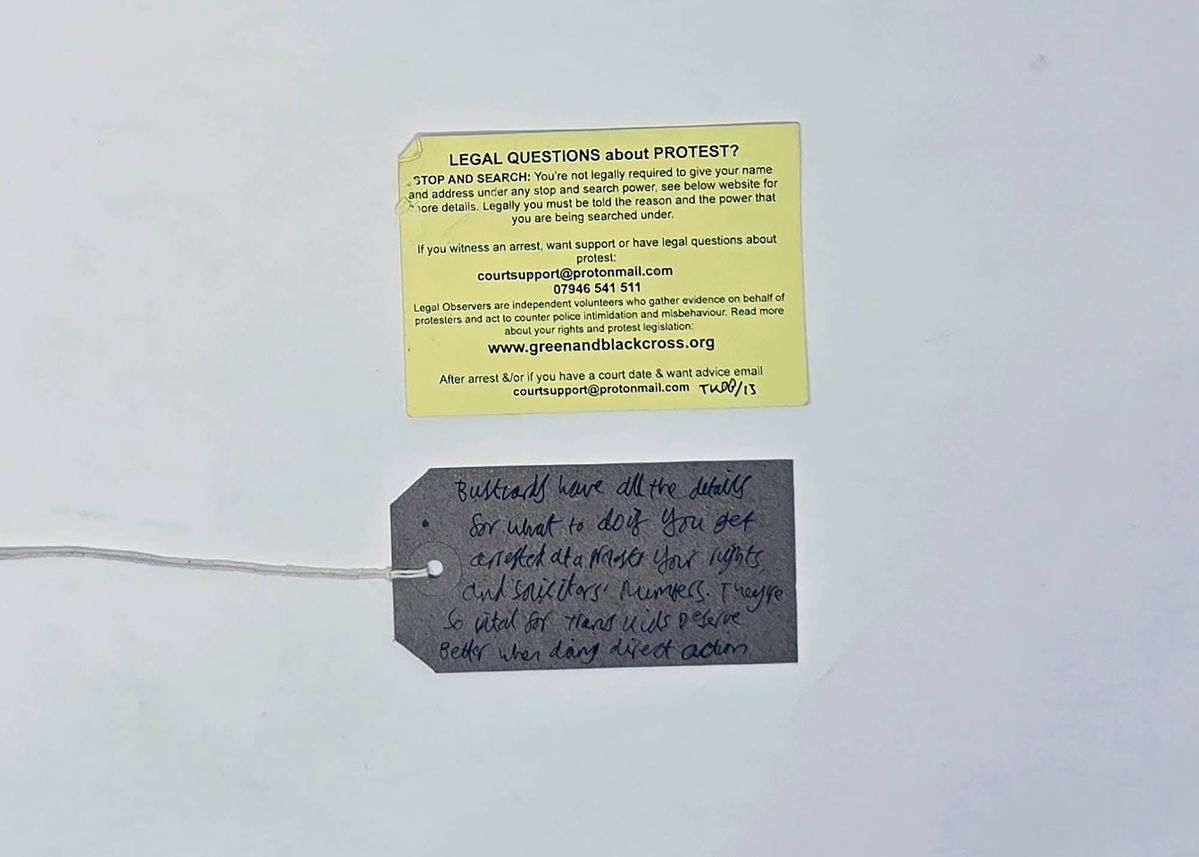 LEGAL QUESTIONS about PROTEST?
STOP AND SEARCH: You're not legally required to give your name
and address under any stop and search power, see below website for
more details. Legally you must be told the reason and the power that
you are being searched under.
If you witness an arrest, want support or have legal questions about
protest:
courtsupport@protonmail.com
07946 541 511
Legal Observers are independent volunteers who gather evidence on behalf of
protesters and act to counter police intimidation and misbehaviour. Read more
about your rights and protest legislation:
www.greenandblackcross.org
After arrest &/or if you have a court date & want advice email
courtsupport@protonmail.com TKDB/13
Bustcards have all the details
for what to do if you get
arrested at a protest your rights
and solicitors' numbers. They're
so vital for Trans Kids Deserve
Better when doing direct action